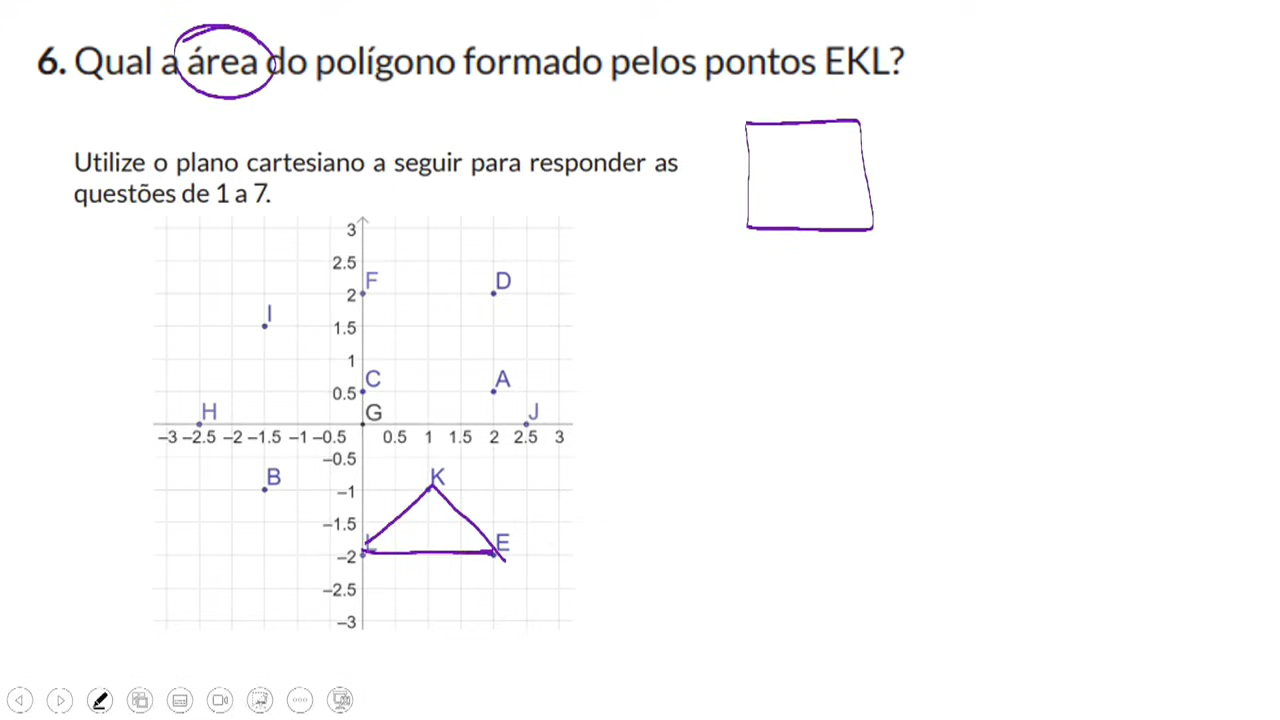 6. Qual a área do polígono formado pelos pontos EKL?
Utilize o plano cartesiano a seguir para responder as
questões de 1 a 7.
3
2.5
F
D
2
I
1.5
1
C
A
0.5
H
G
J
–3 –2.5 –2 –1.5 –1 –0.5 0.5 1 1.5 2 2.5 3
–0.5
B
K
–1
–1.5
L
E
–2
–2.5
–3